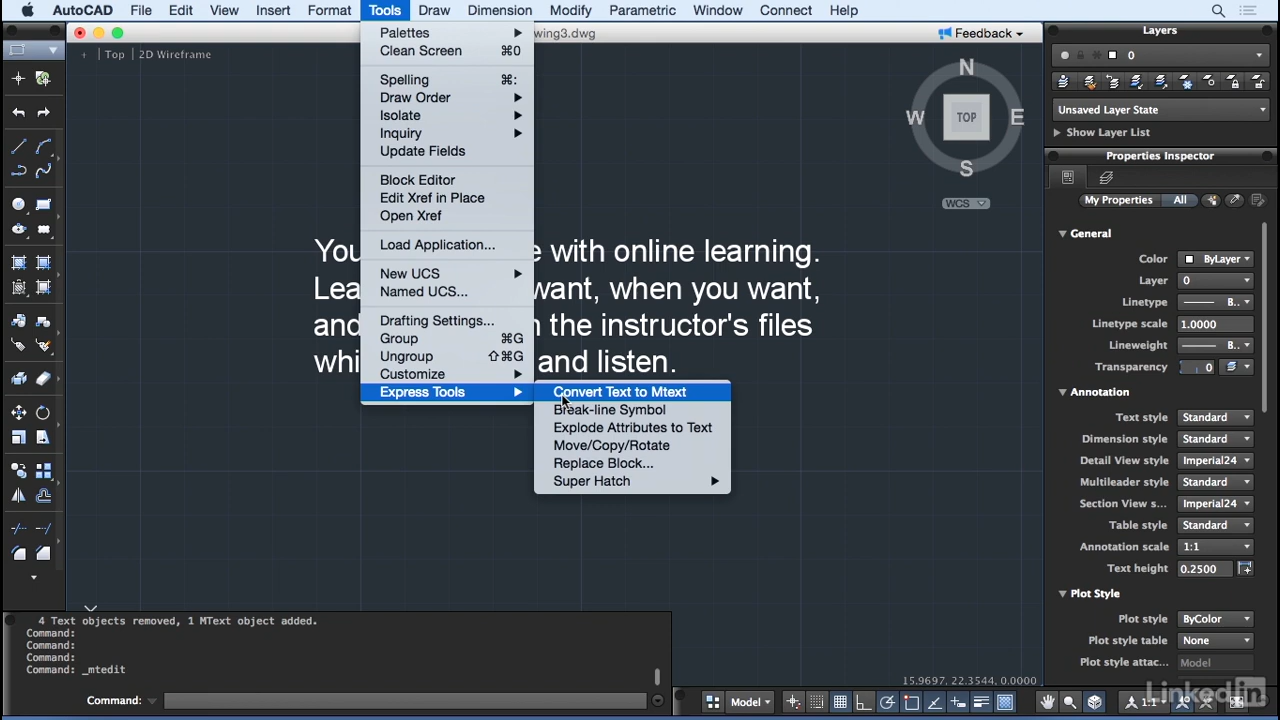 AutoCAD File Edit View Insert Format Tools Draw Dimension Modify Parametric Window Connect Help
wing3.dwg
Feedback
+ Top 2D Wireframe
Palettes
Clean Screen ⌘0
Spelling ⌘:
Draw Order
Isolate
Inquiry
Update Fields
Block Editor
Edit Xref in Place
Open Xref
Load Application...
New UCS
Named UCS...
Drafting Settings...
Group ⌘G
Ungroup ⇧⌘G
Customize
Express Tools
Convert Text to Mtext
Break-line Symbol
Explode Attributes to Text
Move/Copy/Rotate
Replace Block...
Super Hatch
N
W TOP E
S
WCS
You with online learning.
want, when you want,
and the instructor's files
and listen.
Layers
0
Unsaved Layer State
Show Layer List
Properties Inspector
My Properties All
General
Color ByLayer
Layer 0
Linetype B..
Linetype scale 1.0000
Lineweight B..
Transparency 0
Annotation
Text style Standard
Dimension style Standard
Detail View style Imperial24
Multileader style Standard
Section View s... Imperial24
Table style Standard
Annotation scale 1:1
Text height 0.2500
Plot Style
Plot style ByColor
Plot style table None
Plot style attac... Model
4 Text objects removed, 1 MText object added.
Command:
Command:
Command:
Command: _mtedit
Command:
15.9697, 22.3544, 0.0000
Model
1:1
Linked in